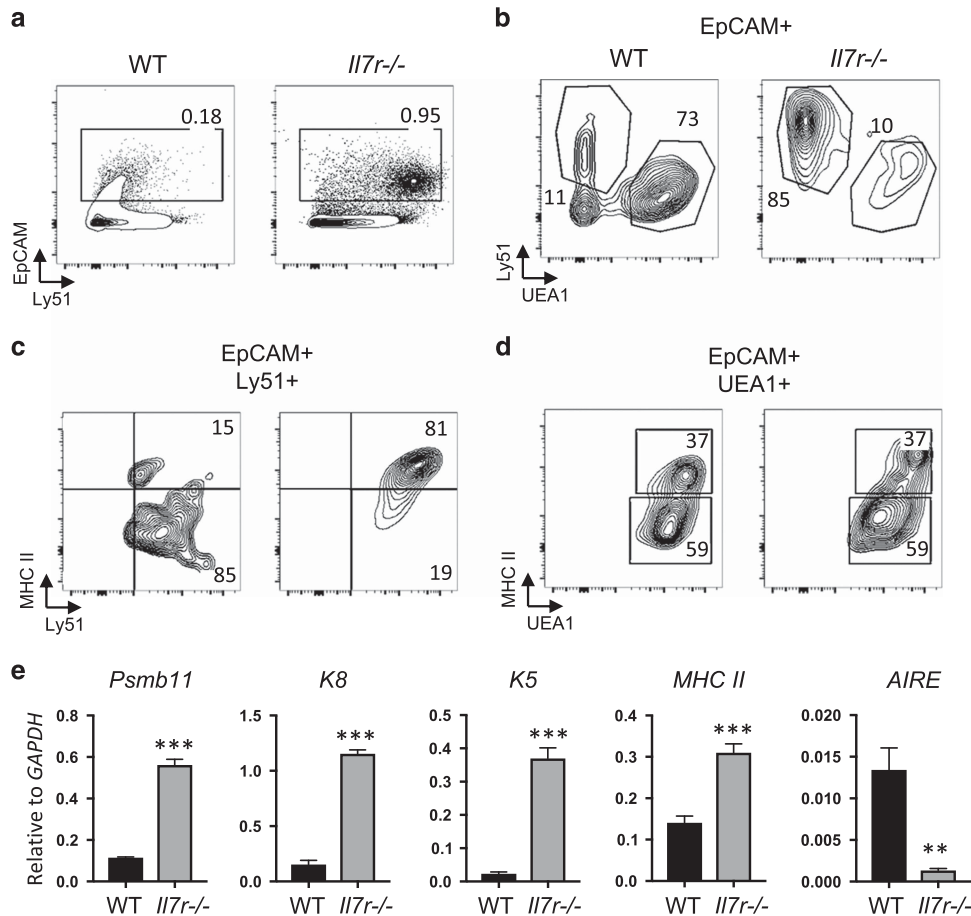 a
WT
Il7r-/-
0.18
0.95
EpCAM
Ly51
b
EpCAM+
WT
Il7r-/-
73
11
10
85
Ly51
UEA1
c
EpCAM+
Ly51+
15
85
81
19
MHC II
Ly51
d
EpCAM+
UEA1+
37
59
37
59
MHC II
UEA1
e
Relative to GAPDH
Psmb11
0.8
0.6
0.4
0.2
0.0
***
WT Il7r-/-
K8
1.5
1.0
0.5
0.0
***
WT Il7r-/-
K5
0.5
0.4
0.3
0.2
0.1
0.0
***
WT Il7r-/-
MHC II
0.4
0.3
0.2
0.1
0.0
***
WT Il7r-/-
AIRE
0.020
0.015
0.010
0.005
0.000
**
WT Il7r-/-